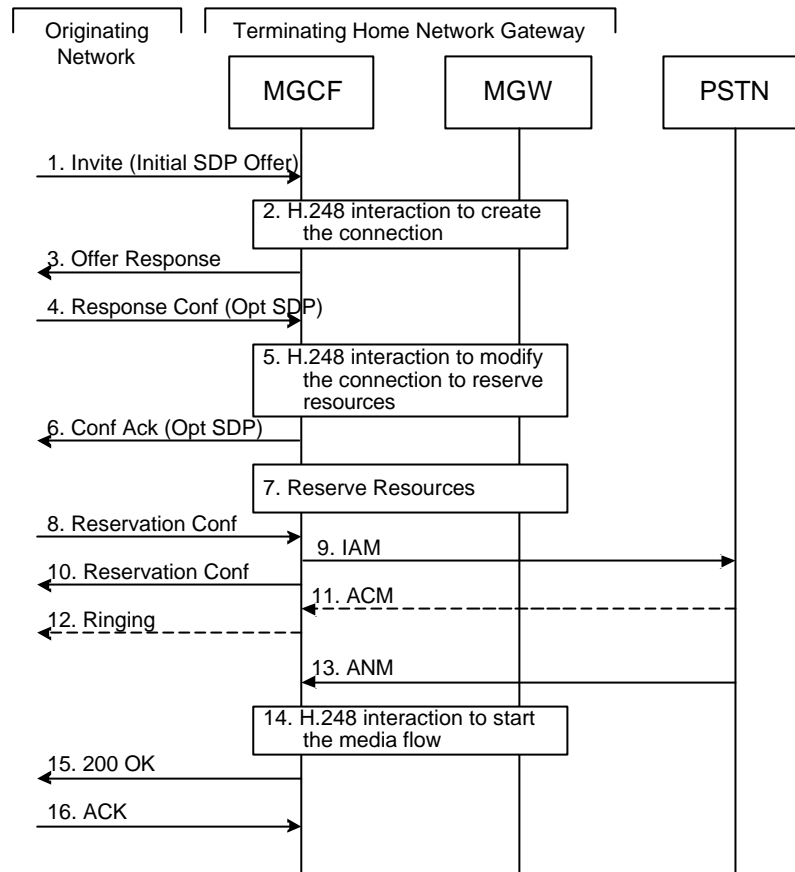 Originating
Network
Terminating Home Network Gateway
MGCF
MGW
PSTN
1. Invite (Initial SDP Offer)
2. H.248 interaction to create
the connection
3. Offer Response
4. Response Conf (Opt SDP)
5. H.248 interaction to modify
the connection to reserve
resources
6. Conf Ack (Opt SDP)
7. Reserve Resources
8. Reservation Conf
9. IAM
10. Reservation Conf
11. ACM
12. Ringing
13. ANM
14. H.248 interaction to start
the media flow
15. 200 OK
16. ACK